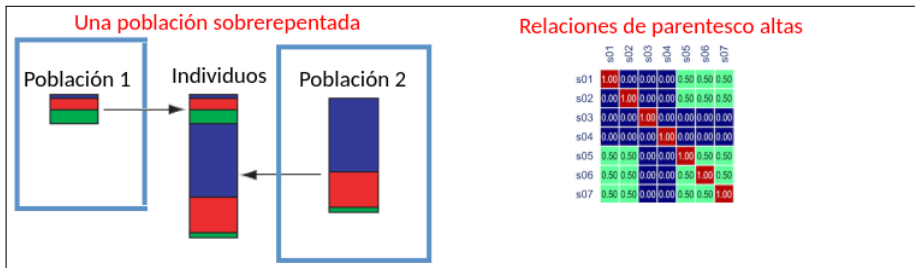 Una población sobrerepentada
Población 1
Individuos
Población 2
Relaciones de parentesco altas
s01 s02 s03 s04 s05 s06 s07
s01 1.00 0.00 0.00 0.00 0.50 0.50 0.50
s02 0.00 1.00 0.00 0.00 0.50 0.50 0.50
s03 0.00 0.00 1.00 0.00 0.00 0.00 0.00
s04 0.00 0.00 0.00 1.00 0.00 0.00 0.00
s05 0.50 0.50 0.00 0.00 1.00 0.50 0.50
s06 0.50 0.50 0.00 0.00 0.50 1.00 0.50
s07 0.50 0.50 0.00 0.00 0.50 0.50 1.00